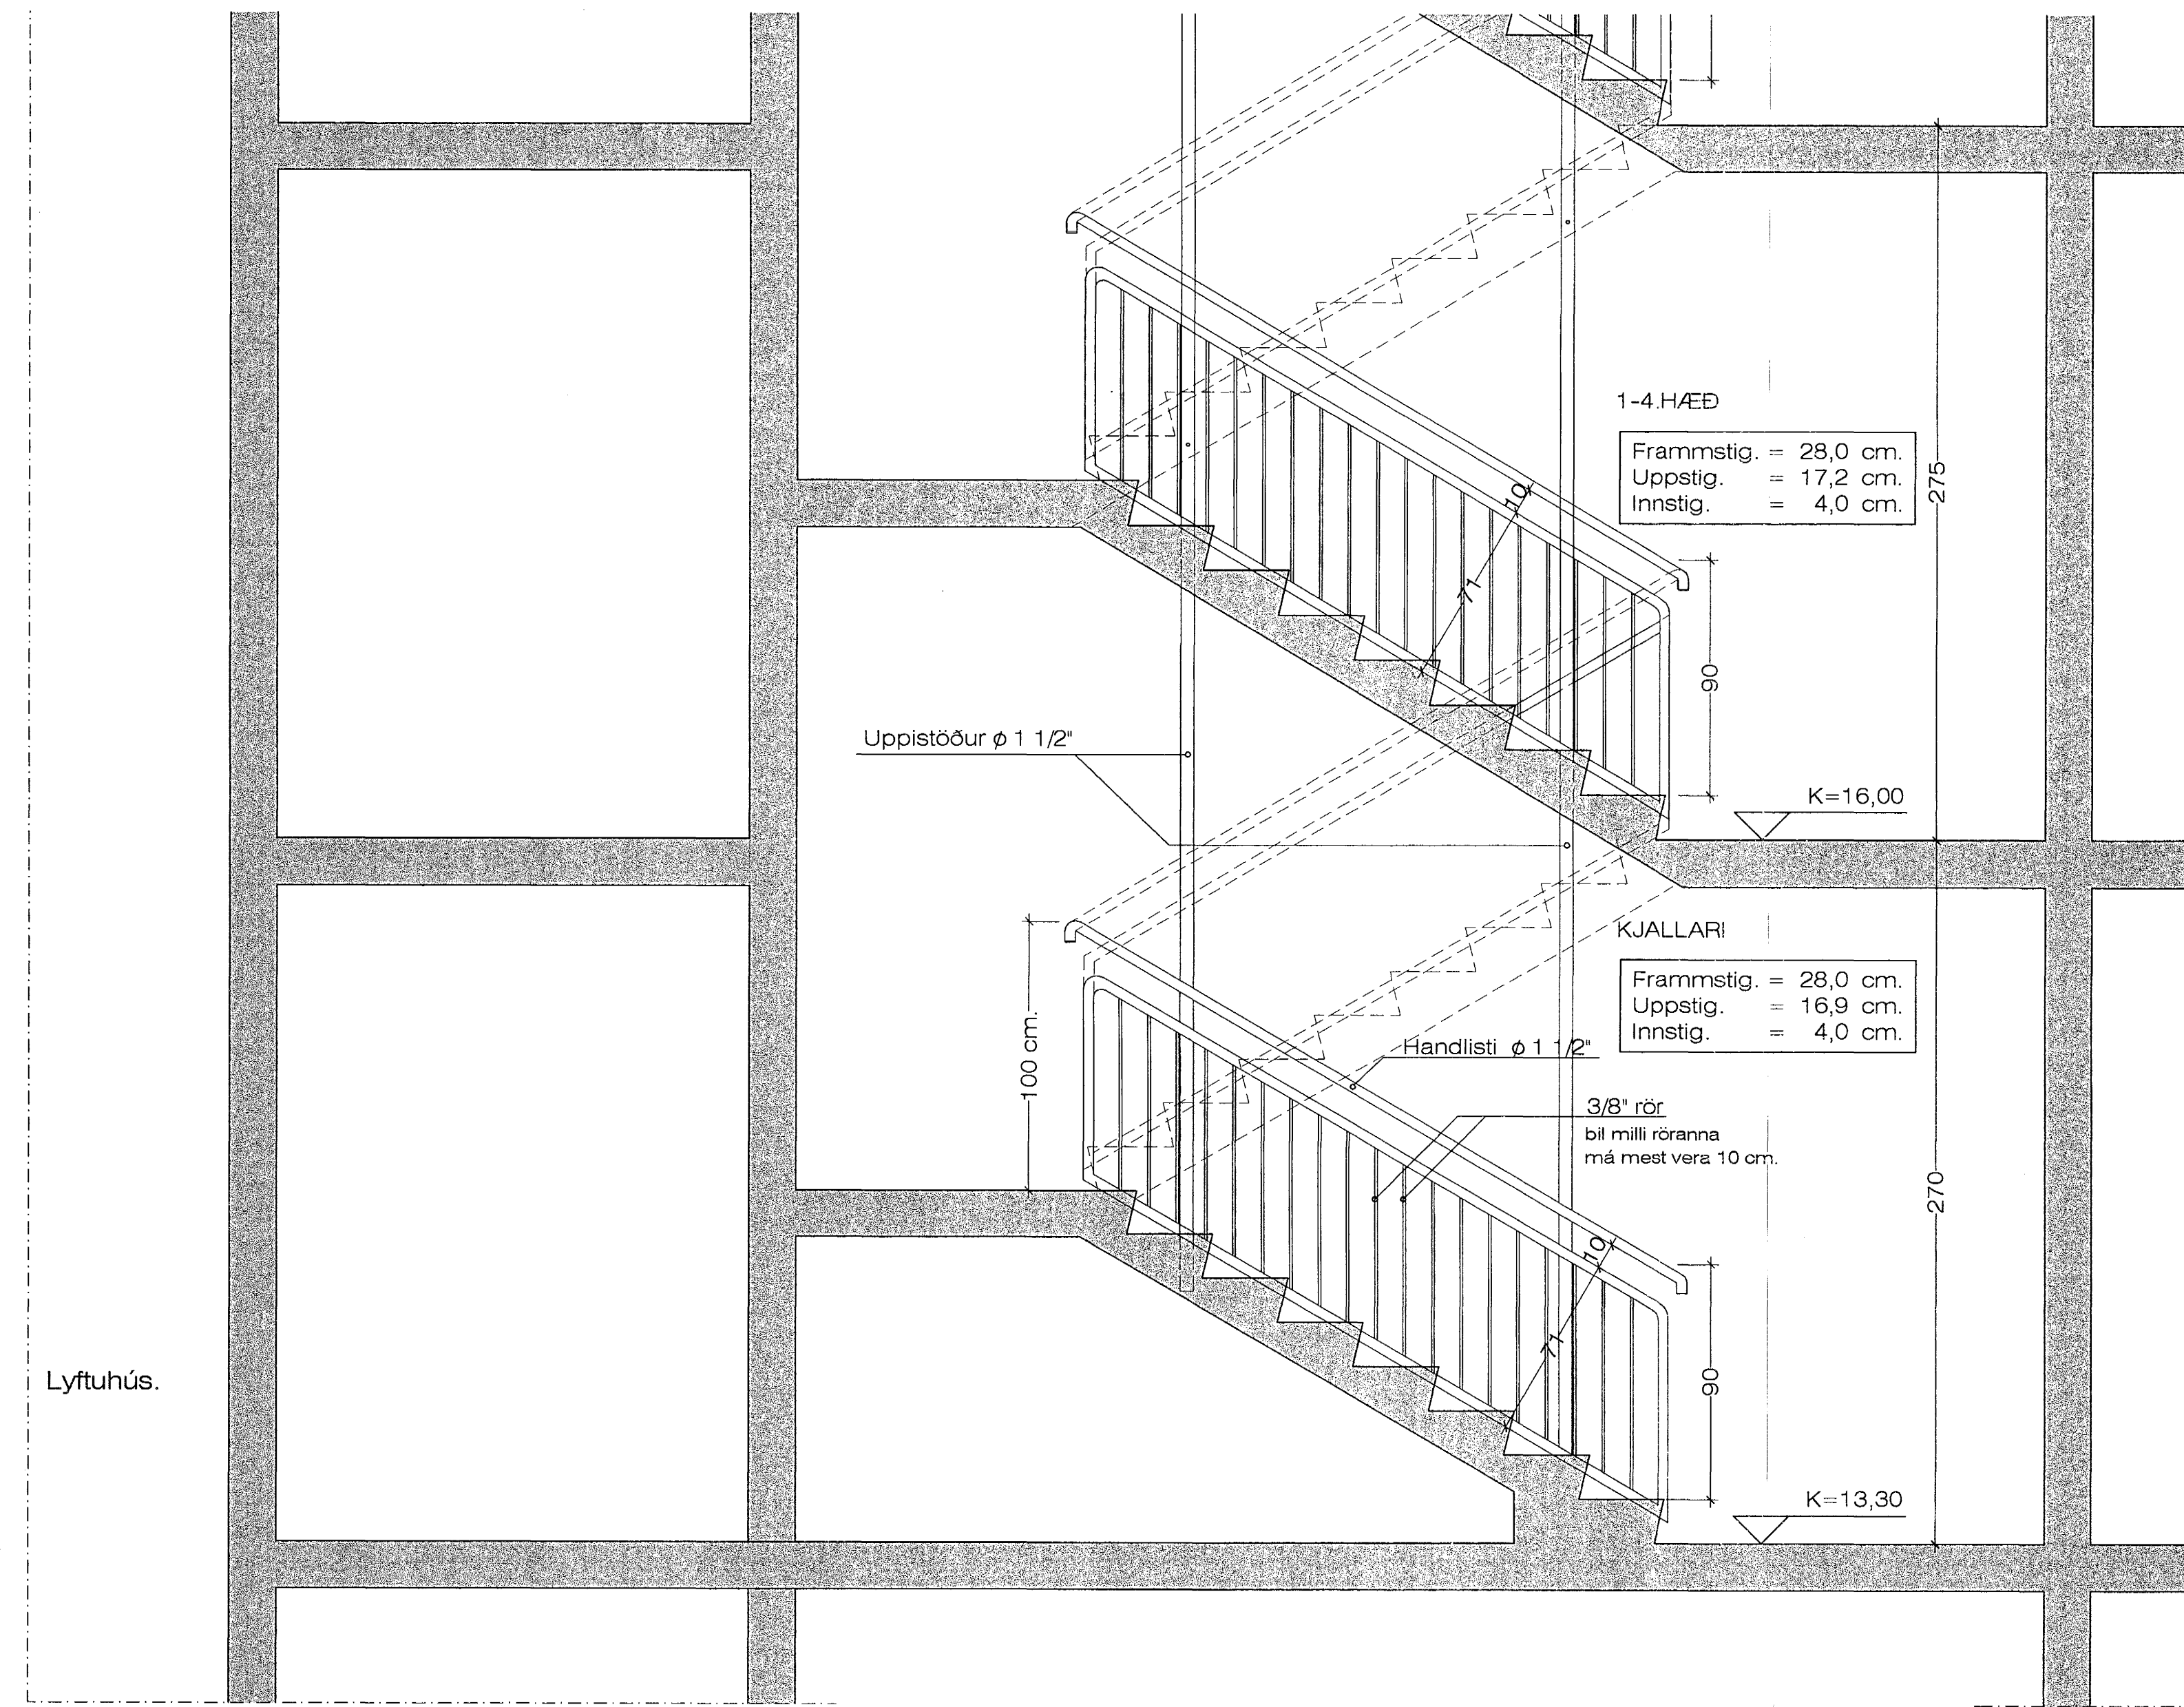 1-4.HÆÐ
Frammstig. = 28,0 cm.
Uppstig. = 17,2 cm.
Innstig. = 4,0 cm.
275
10
71
90
Uppistöður ø 1 1/2"
K=16,00
KJALLARI
Frammstig. = 28,0 cm.
Uppstig. = 16,9 cm.
Innstig. = 4,0 cm.
100 cm.
Handlisti ø 1 1/2"
3/8" rör
bil milli röranna
má mest vera 10 cm.
270
10
71
90
Lyftuhús.
K=13,30